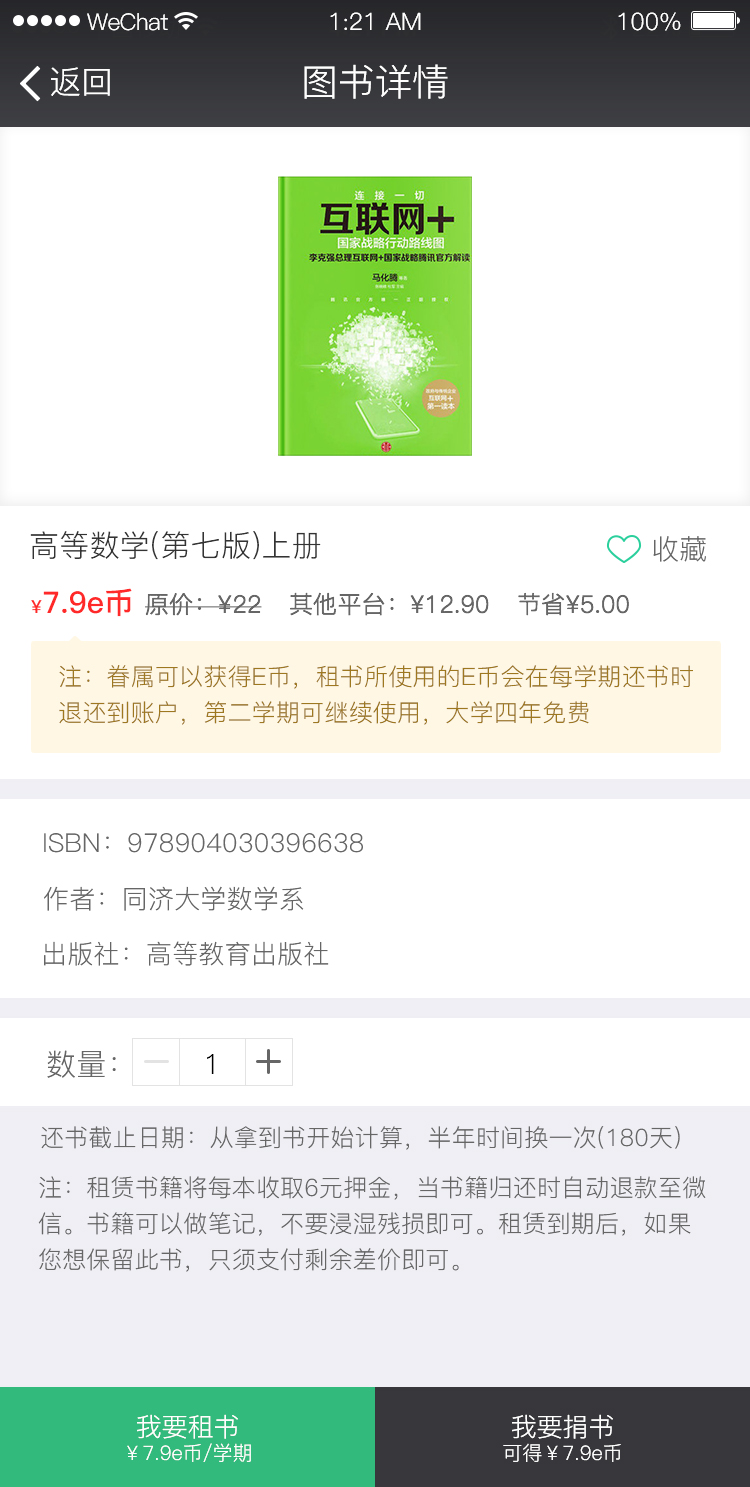 WeChat 1:21 AM 100%
返回 图书详情
连接一切
互联网+
国家战略行动路线图
李克强总理互联网+国家战略腾讯官方解读
马化腾
互联网+
第一读本
高等数学(第七版)上册 收藏
¥7.9e币 原价：¥22 其他平台：¥12.90 节省¥5.00
注：眷属可以获得E币，租书所使用的E币会在每学期还书时
退还到账户，第二学期可继续使用，大学四年免费
ISBN：978904030396638
作者：同济大学数学系
出版社：高等教育出版社
数量： 1
还书截止日期：从拿到书开始计算，半年时间换一次(180天)
注：租赁书籍将每本收取6元押金，当书籍归还时自动退款至微
信。书籍可以做笔记，不要浸湿残损即可。租赁到期后，如果
您想保留此书，只须支付剩余差价即可。
我要租书 我要捐书
¥7.9e币/学期 可得¥7.9e币